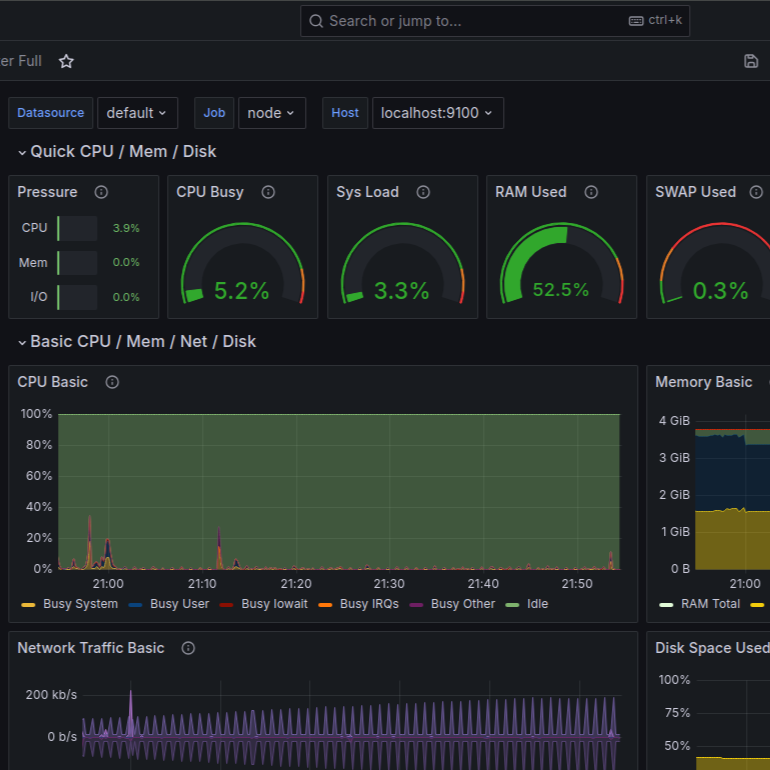 Search or jump to... ctrl+k
er Full
Datasource default Job node Host localhost:9100
Quick CPU / Mem / Disk
Pressure CPU Busy Sys Load RAM Used SWAP Used
CPU 3.9%
Mem 0.0%
I/O 0.0%
5.2% 3.3% 52.5% 0.3%
Basic CPU / Mem / Net / Disk
CPU Basic
100%
80%
60%
40%
20%
0%
21:00 21:10 21:20 21:30 21:40 21:50
Busy System Busy User Busy Iowait Busy IRQs Busy Other Idle
Memory Basic
4 GiB
3 GiB
2 GiB
1 GiB
0 B
21:00
RAM Total
Network Traffic Basic
200 kb/s
0 b/s
Disk Space Used
100%
75%
50%